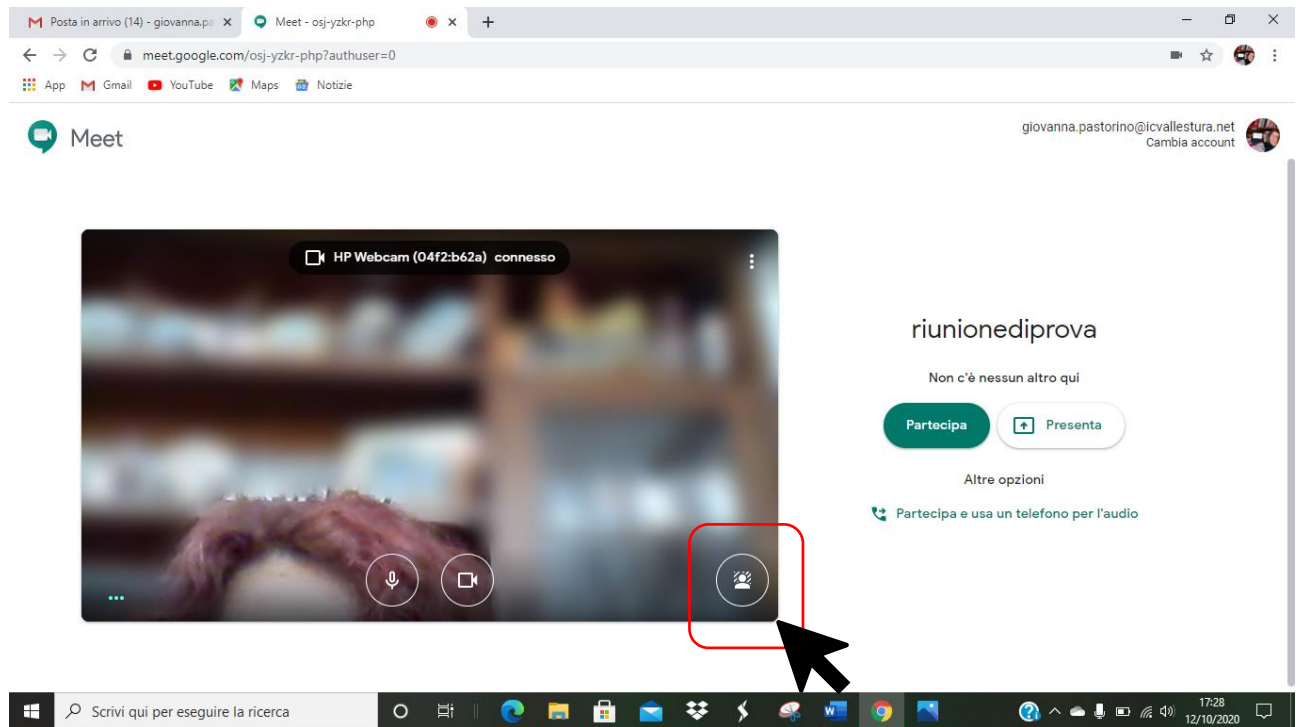 Posta in arrivo (14) - giovanna.pa
Meet - osj-yzkr-php
meet.google.com/osj-yzkr-php?authuser=0
App
Gmail
YouTube
Maps
Notizie
Meet
giovanna.pastorino@icvallestura.net
Cambia account
HP Webcam (04f2:b62a) connesso
riunionediprova
Non c'è nessun altro qui
Partecipa
Presenta
Altre opzioni
Partecipa e usa un telefono per l'audio
Scrivi qui per eseguire la ricerca
17:28
12/10/2020